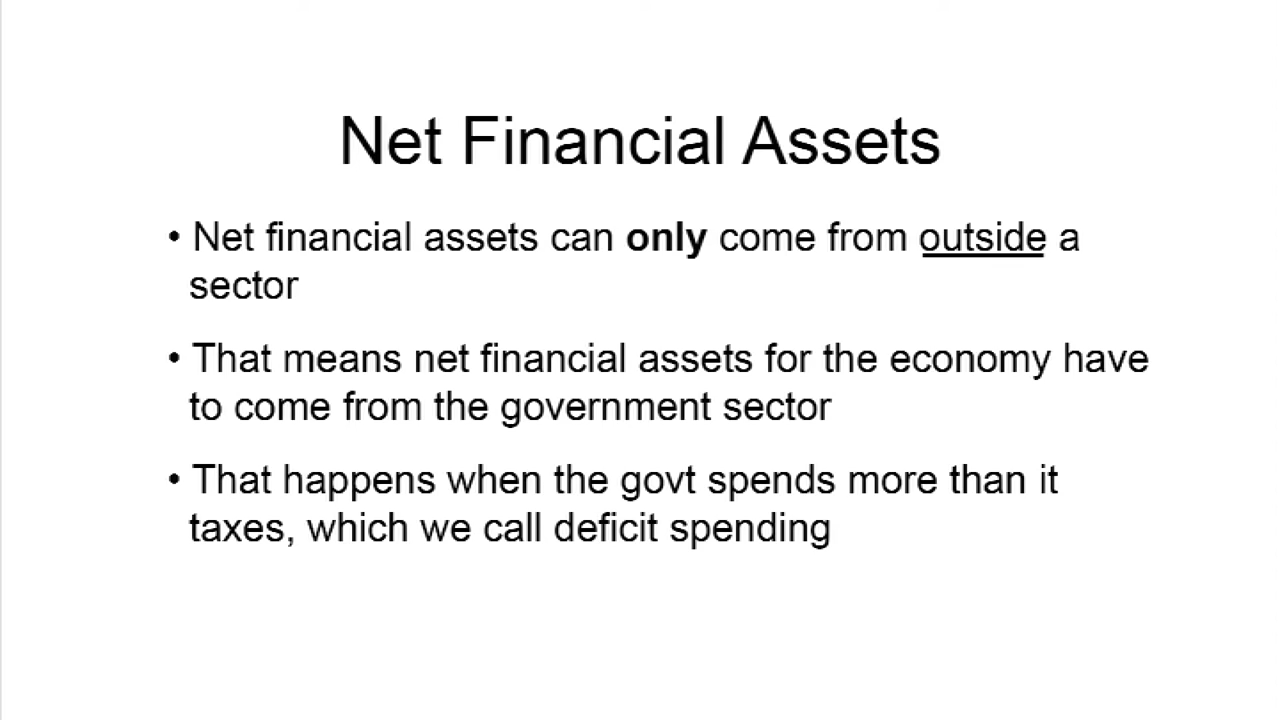 Net Financial Assets
• Net financial assets can only come from outside a
sector
• That means net financial assets for the economy have
to come from the government sector
• That happens when the govt spends more than it
taxes, which we call deficit spending